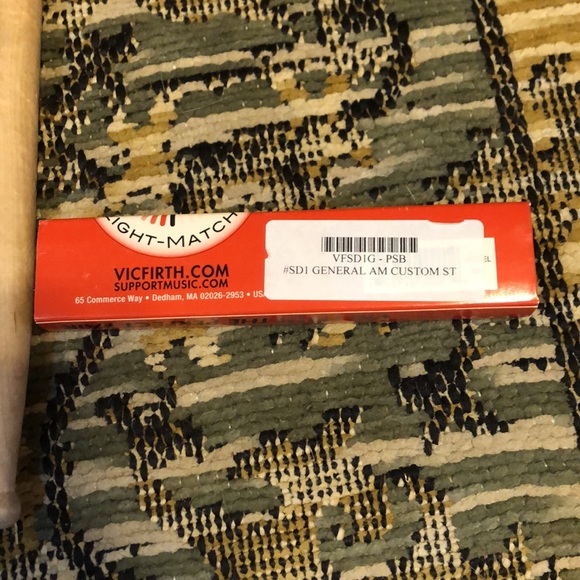 IGHT-MATCH
VICFIRTH.COM
SUPPORTMUSIC.COM
65 Commerce Way • Dedham, MA 02026-2953 • USA
VFSD1G - PSB
#SD1 GENERAL AM CUSTOM ST
EL